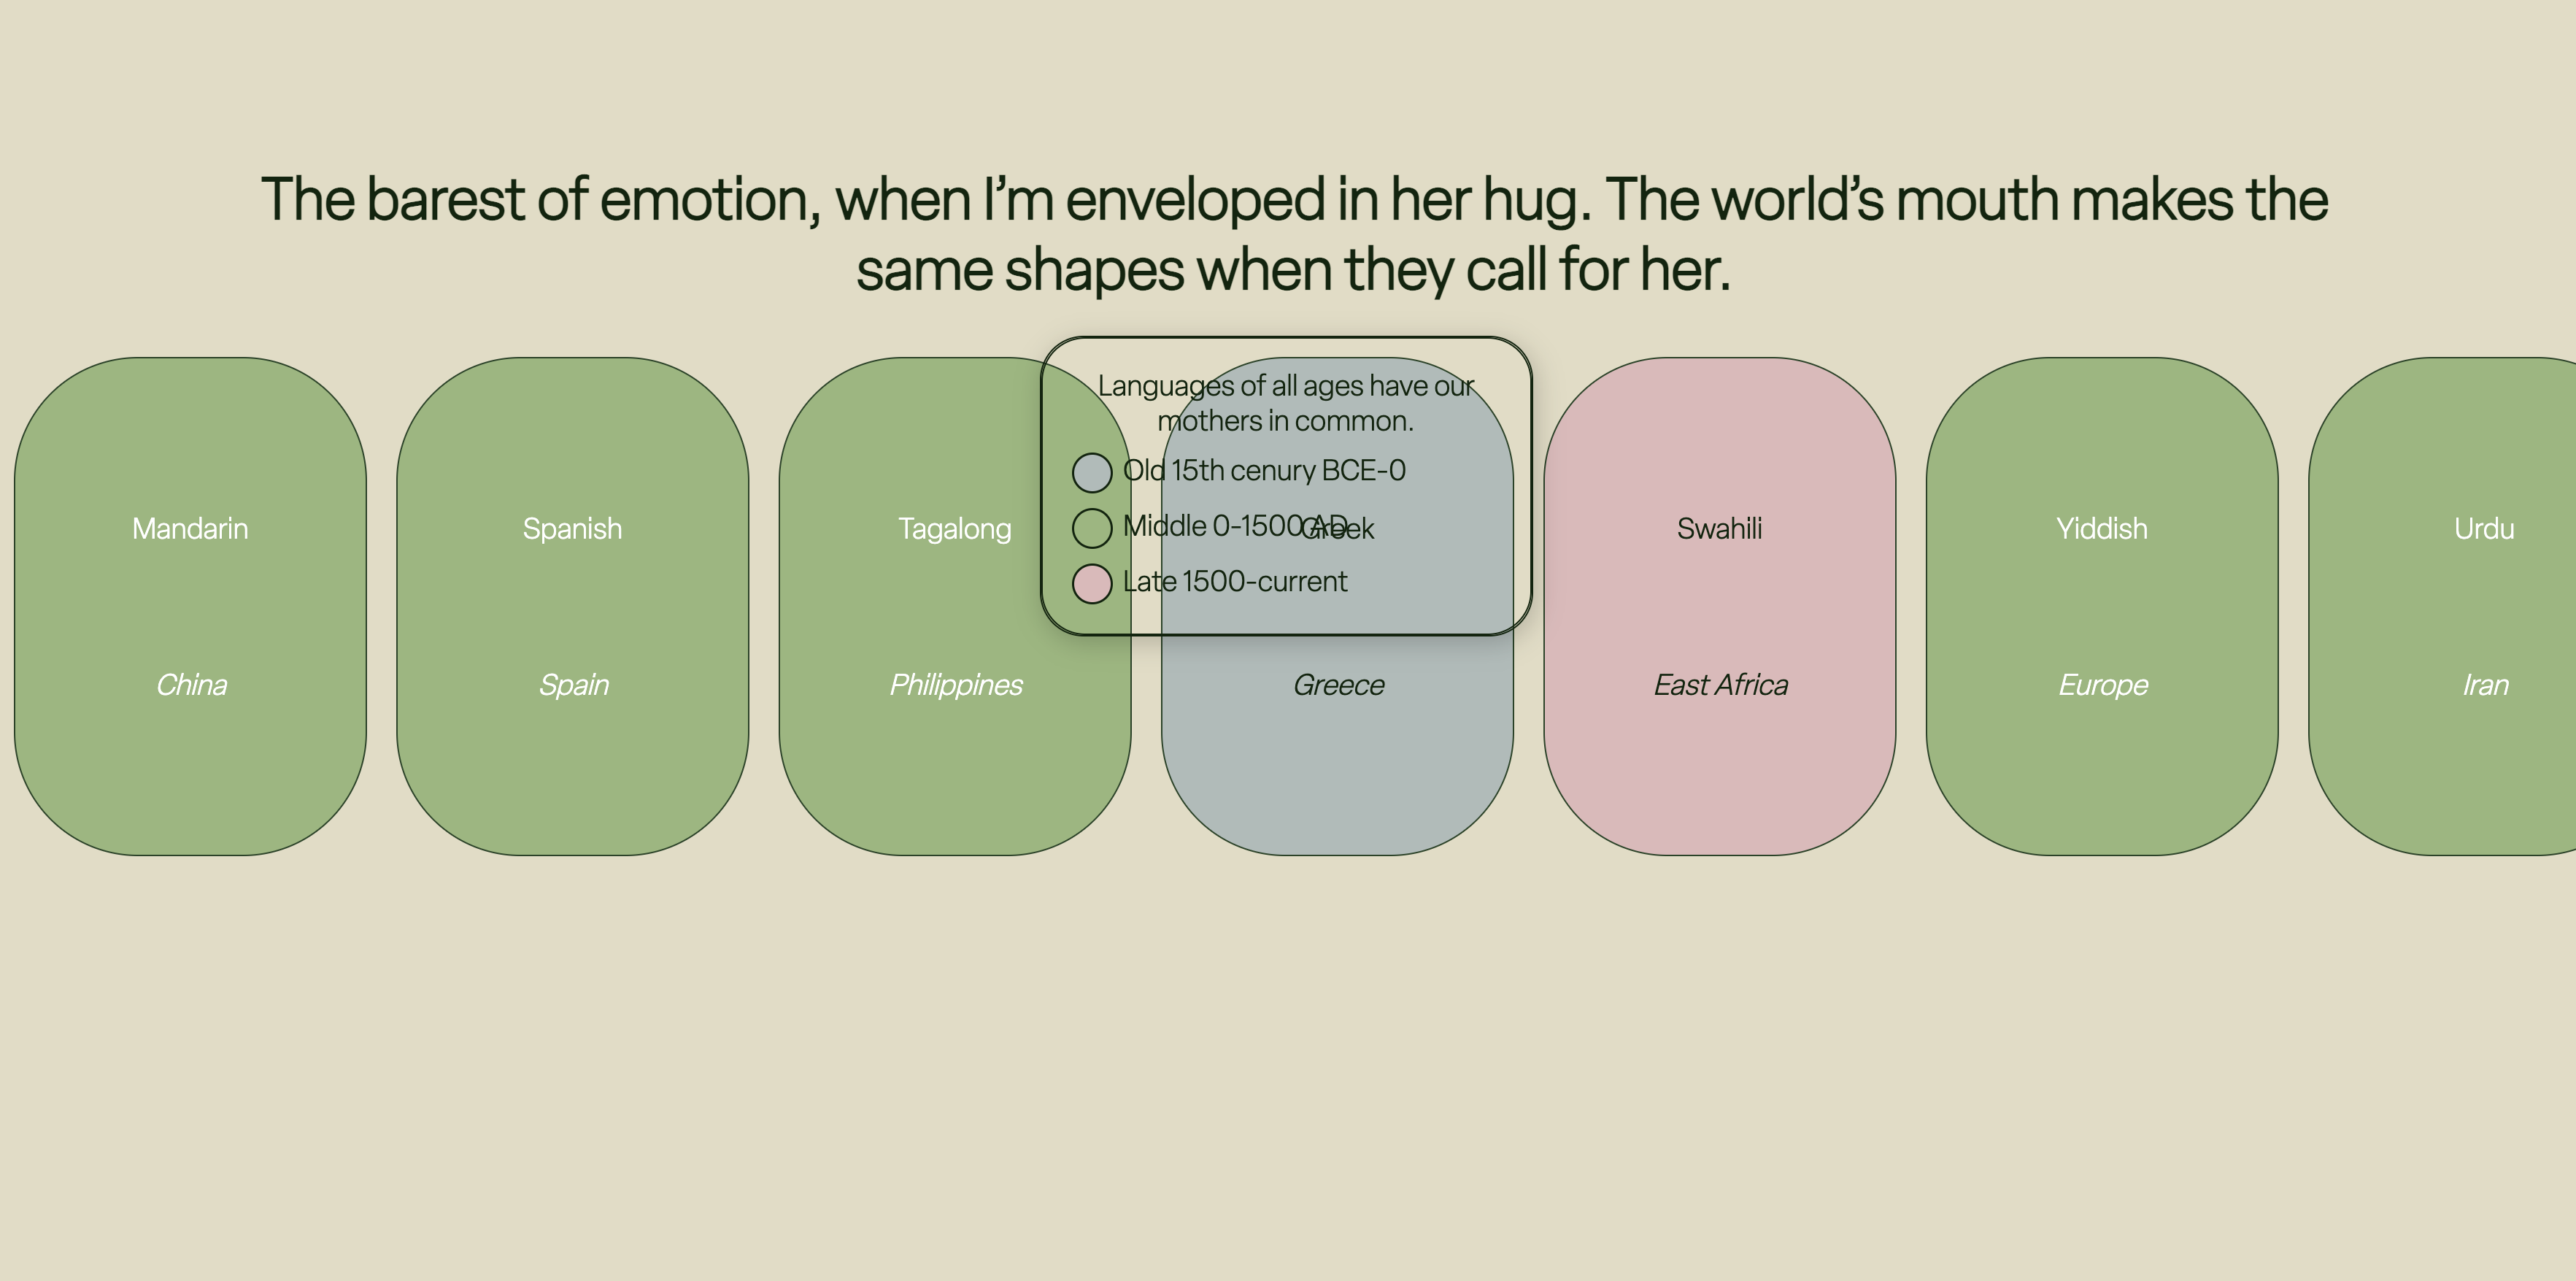 The barest of emotion, when I’m enveloped in her hug. The world’s mouth makes the
same shapes when they call for her.
Languages of all ages have our
mothers in common.
Old 15th cenury BCE-0
Middle 0-1500 AD
Late 1500-current
Mandarin
China
Spanish
Spain
Tagalong
Philippines
Greek
Greece
Swahili
East Africa
Yiddish
Europe
Urdu
Iran